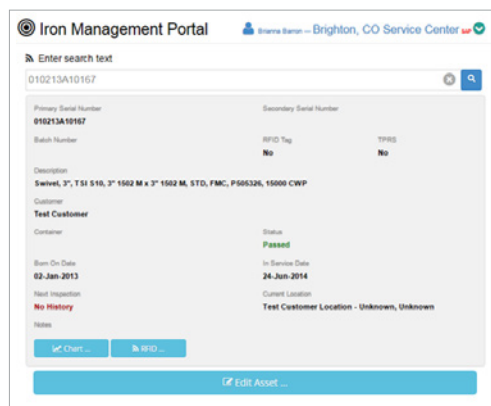 Iron Management Portal
Brianna Barron — Brighton, CO Service Center SAP
Enter search text
010213A10167
Primary Serial Number
Secondary Serial Number
010213A10167
Batch Number
RFID Tag
TPRS
No
No
Description
Swivel, 3", TSI S10, 3" 1502 M x 3" 1502 M, STD, FMC, P505326, 15000 CWP
Customer
Test Customer
Container
Status
Passed
Born On Date
In Service Date
02-Jan-2013
24-Jun-2014
Next Inspection
Current Location
No History
Test Customer Location - Unknown, Unknown
Notes
Chart ...
RFID ...
Edit Asset ...